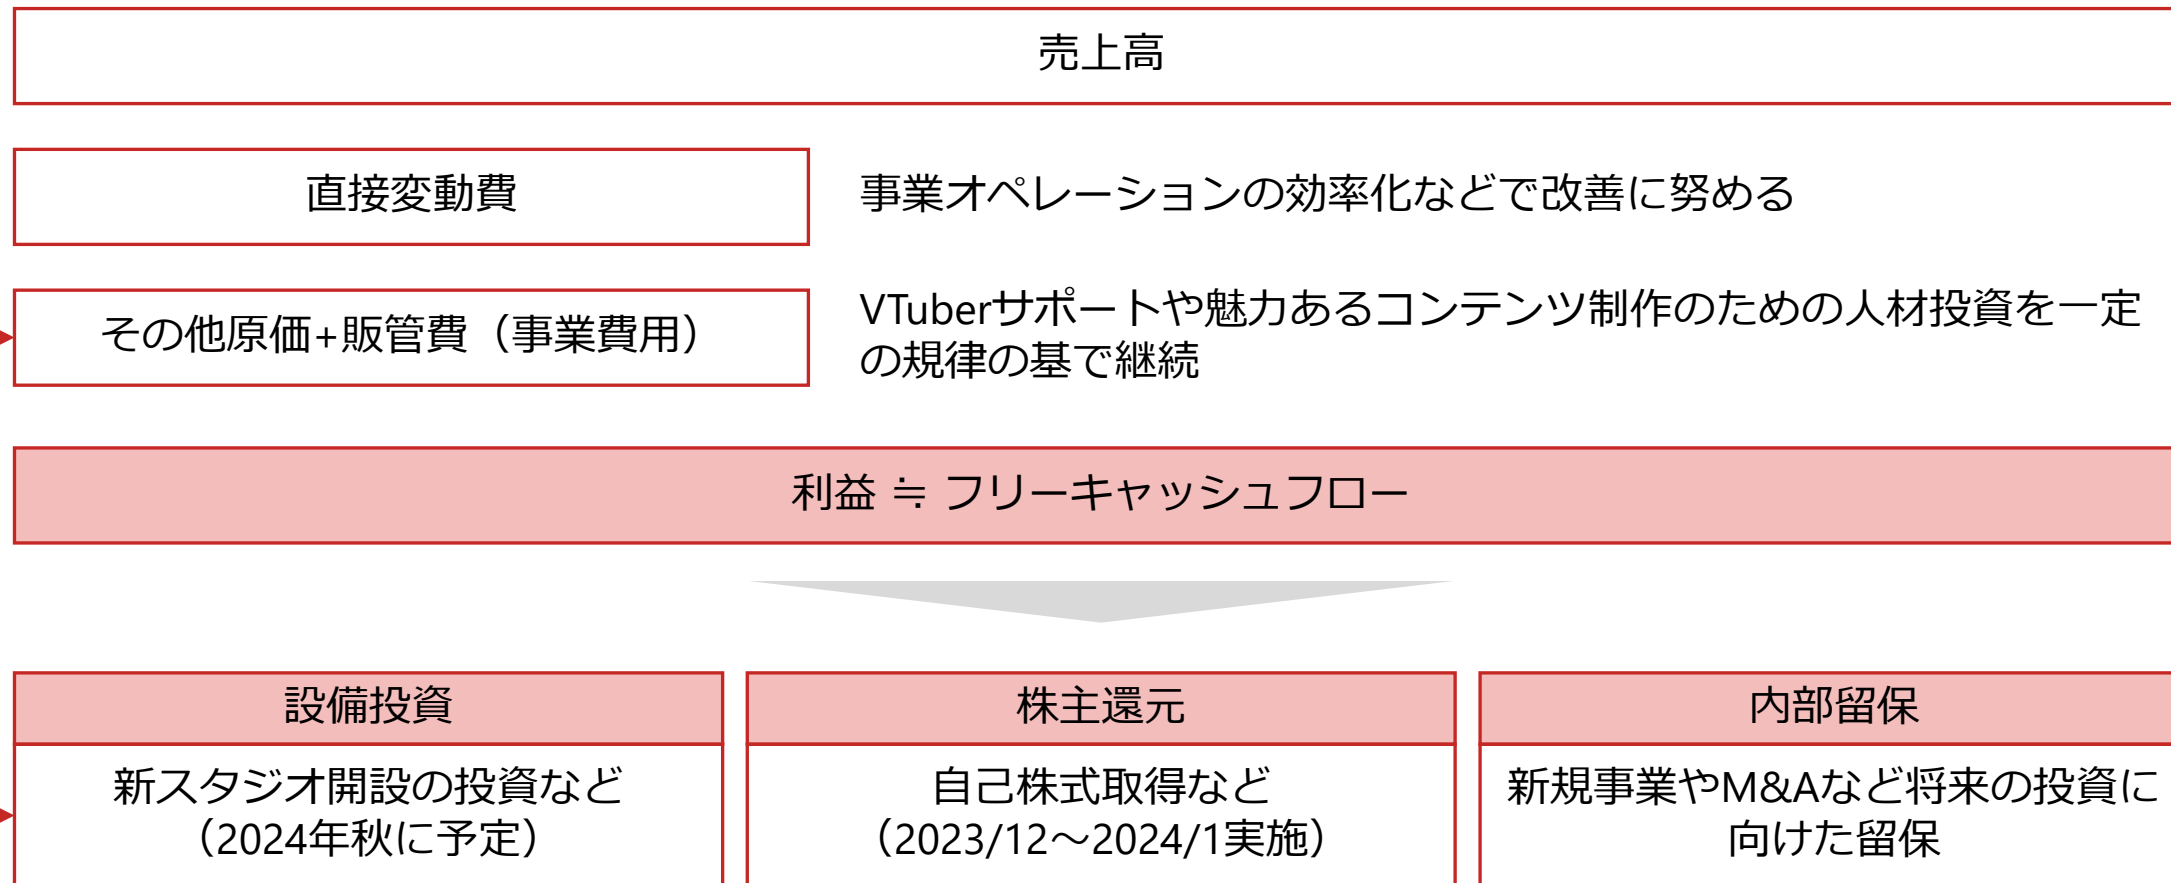 売上高
直接変動費
事業オペレーションの効率化などで改善に努める
その他原価+販管費（事業費用）
VTuberサポートや魅力あるコンテンツ制作のための人材投資を一定
の規律の基で継続
利益 ≒ フリーキャッシュフロー
設備投資
新スタジオ開設の投資など
（2024年秋に予定）
株主還元
自己株式取得など
（2023/12～2024/1実施）
内部留保
新規事業やM&Aなど将来の投資に
向けた留保